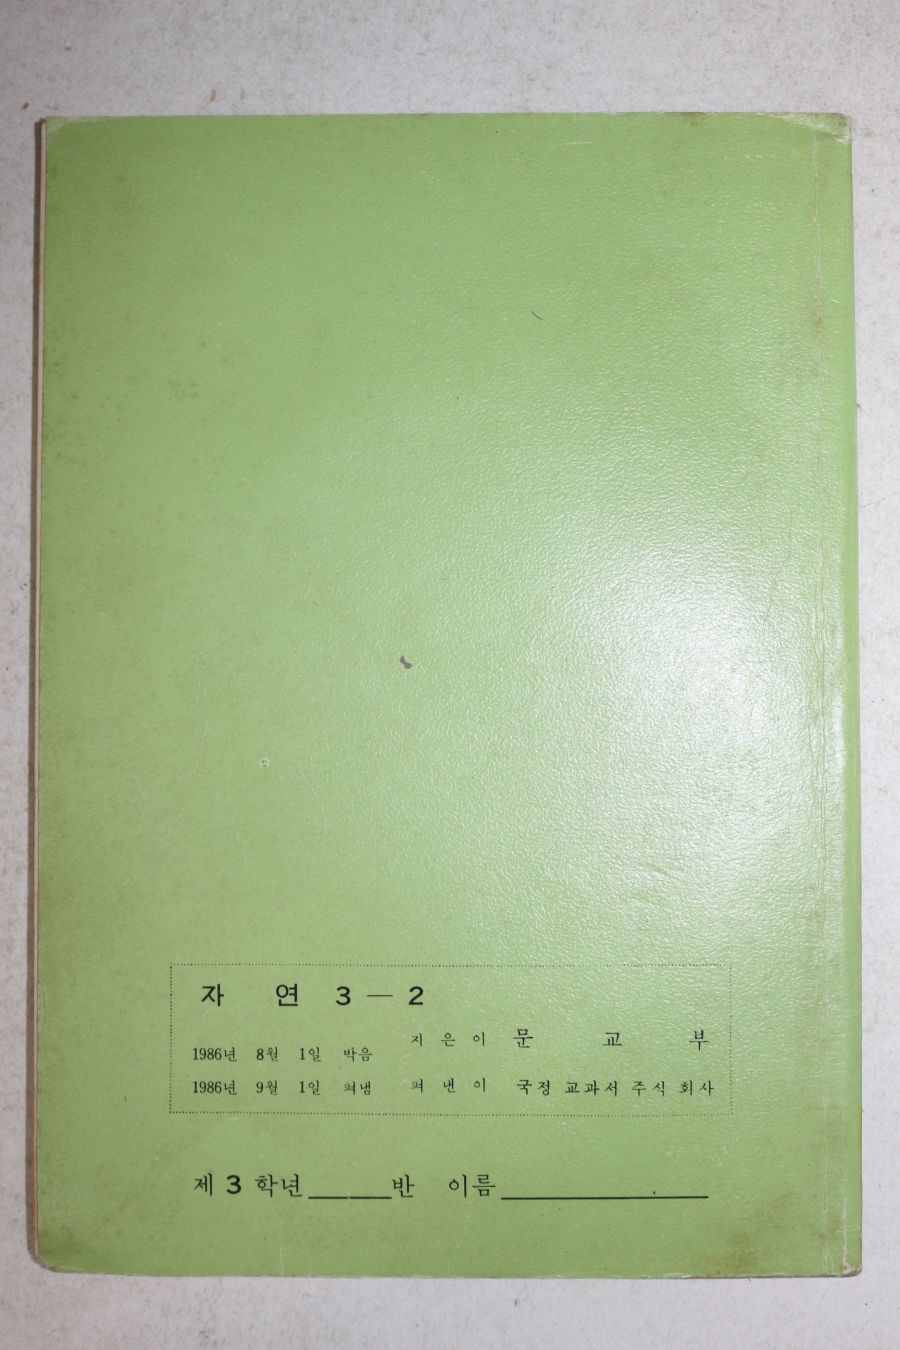 자 연 3 — 2
지 은 이 문 교 부
1986년 8월 1일 박음
1986년 9월 1일 펴냄 펴 낸 이 국정 교과서 주식 회사
제 3 학년 반 이름